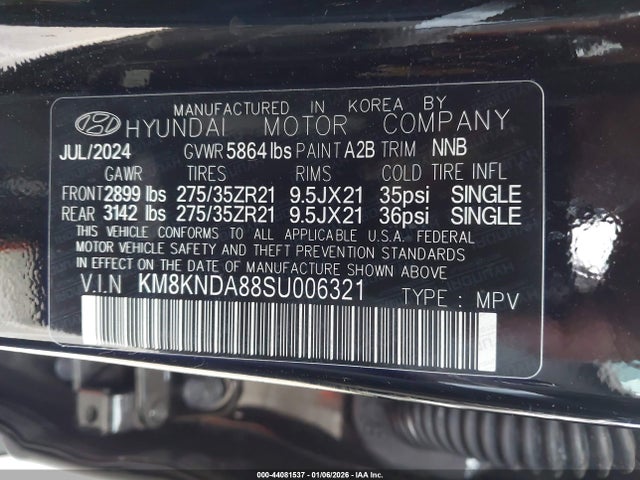 MANUFACTURED IN KOREA BY
HYUNDAI MOTOR COMPANY
JUL/2024 GVWR 5864 lbs PAINT A2B TRIM NNB
GAWR TIRES RIMS COLD TIRE INFL
FRONT 2899 lbs 275/35ZR21 9.5JX21 35psi SINGLE
REAR 3142 lbs 275/35ZR21 9.5JX21 36psi SINGLE
THIS VEHICLE CONFORMS TO ALL APPLICABLE U.S.A. FEDERAL
MOTOR VEHICLE SAFETY AND THEFT PREVENTION
STANDARDS IN EFFECT ON THE DATE OF MANUFACTURE SHOWN ABOVE
V.I.N KM8KNDA88SU006321 TYPE : MPV
000-44081537 - 01/06/2026 - IAA Inc.